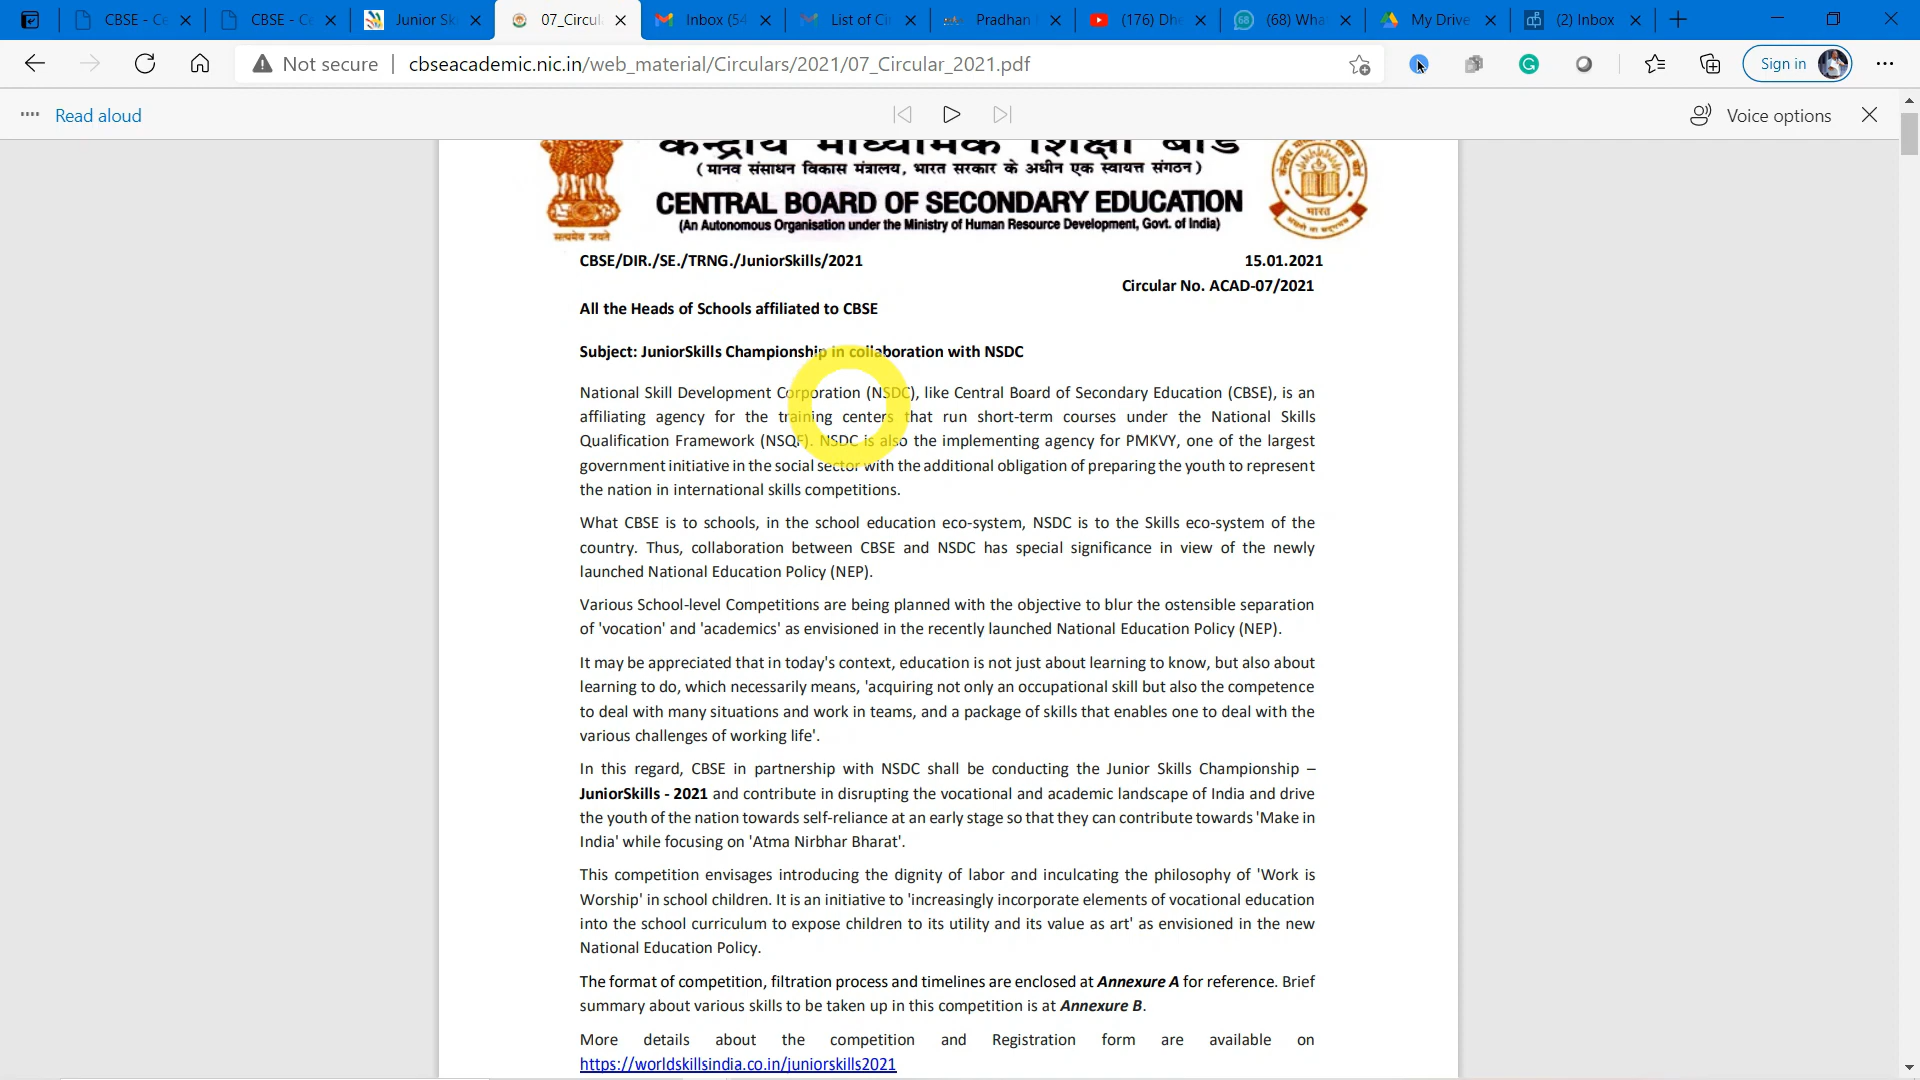 CBSE - Ce
CBSE - Ce
Junior Sk
07_Circul
Inbox (54
List of Cir
Pradhan
(176) Dhe
(68) Wha
My Drive
(2) Inbox
Not secure
cbseacademic.nic.in/web_material/Circulars/2021/07_Circular_2021.pdf
Sign in
Read aloud
Voice options
केन्द्रीय माध्यमिक शिक्षा बोर्ड
(मानव संसाधन विकास मंत्रालय, भारत सरकार के अधीन एक स्वायत्त संगठन)
CENTRAL BOARD OF SECONDARY EDUCATION
(An Autonomous Organisation under the Ministry of Human Resource Development, Govt. of India)
सत्यमेव जयते
भारत
CBSE/DIR./SE./TRNG./JuniorSkills/2021
15.01.2021
Circular No. ACAD-07/2021
All the Heads of Schools affiliated to CBSE
Subject: JuniorSkills Championship in collaboration with NSDC
National Skill Development Corporation (NSDC), like Central Board of Secondary Education (CBSE), is an
affiliating agency for the training centers that run short-term courses under the National Skills
Qualification Framework (NSQF). NSDC is also the implementing agency for PMKVY, one of the largest
government initiative in the social sector with the additional obligation of preparing the youth to represent
the nation in international skills competitions.
What CBSE is to schools, in the school education eco-system, NSDC is to the Skills eco-system of the
country. Thus, collaboration between CBSE and NSDC has special significance in view of the newly
launched National Education Policy (NEP).
Various School-level Competitions are being planned with the objective to blur the ostensible separation
of 'vocation' and 'academics' as envisioned in the recently launched National Education Policy (NEP).
It may be appreciated that in today's context, education is not just about learning to know, but also about
learning to do, which necessarily means, 'acquiring not only an occupational skill but also the competence
to deal with many situations and work in teams, and a package of skills that enables one to deal with the
various challenges of working life'.
In this regard, CBSE in partnership with NSDC shall be conducting the Junior Skills Championship –
JuniorSkills - 2021 and contribute in disrupting the vocational and academic landscape of India and drive
the youth of the nation towards self-reliance at an early stage so that they can contribute towards 'Make in
India' while focusing on 'Atma Nirbhar Bharat'.
This competition envisages introducing the dignity of labor and inculcating the philosophy of 'Work is
Worship' in school children. It is an initiative to 'increasingly incorporate elements of vocational education
into the school curriculum to expose children to its utility and its value as art' as envisioned in the new
National Education Policy.
The format of competition, filtration process and timelines are enclosed at Annexure A for reference. Brief
summary about various skills to be taken up in this competition is at Annexure B.
More details about the competition and Registration form are available on
https://worldskillsindia.co.in/juniorskills2021